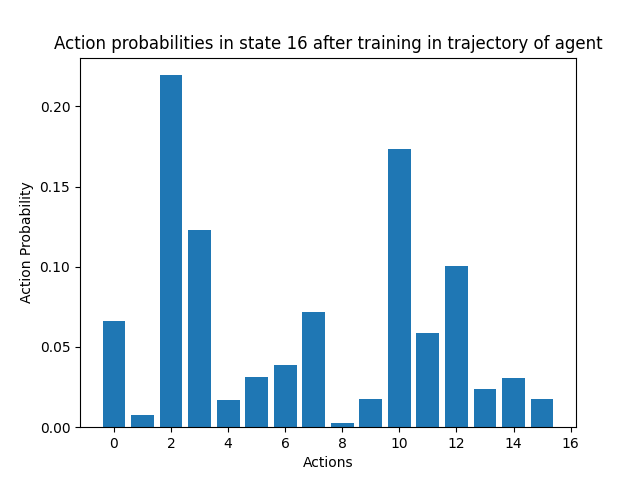 Action probabilities in state 16 after training in trajectory of agent
0.20
0.15
0.10
0.05
0.00
Action Probability
0 2 4 6 8 10 12 14 16
Actions